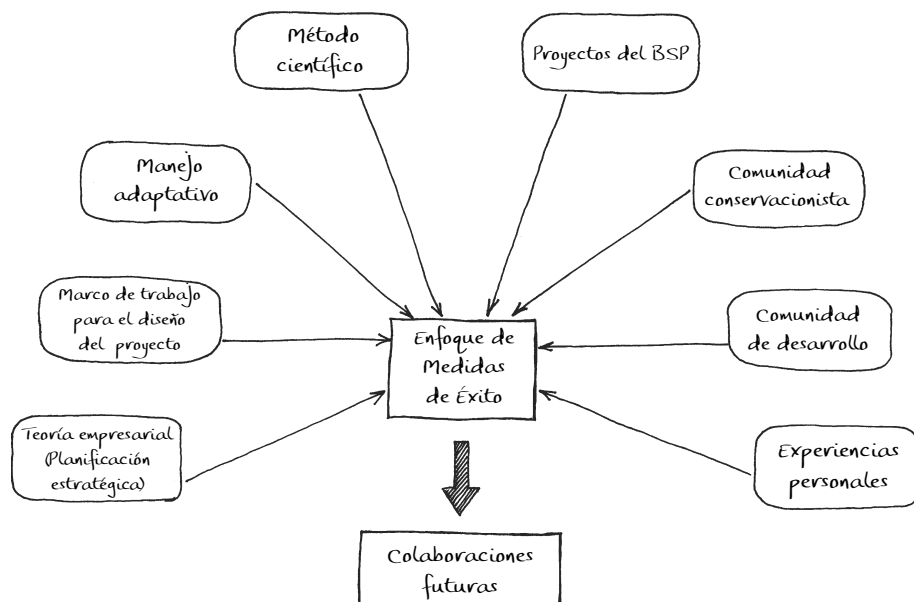 Método
científico
Proyectos del BSP
Manejo
adaptativo
Comunidad
conservacionista
Marco de trabajo
para el diseño
del proyecto
Enfoque de
Medidas
de Éxito
Comunidad
de desarrollo
Teoría empresarial
(Planificación
estratégica)
Experiencias
personales
Colaboraciones
futuras